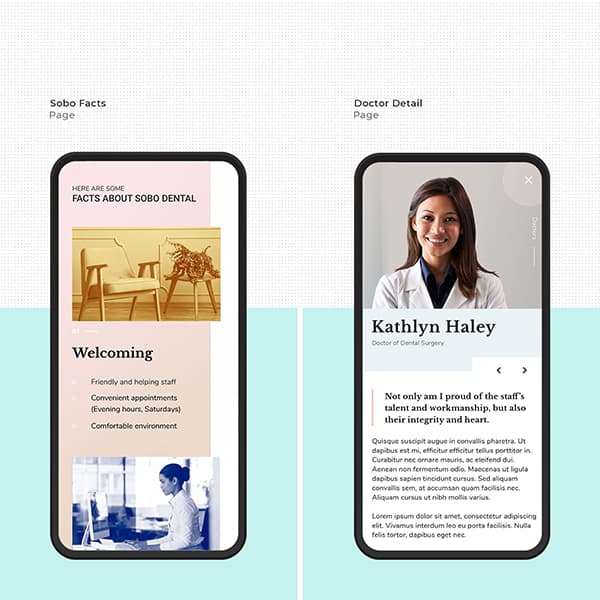 Sobo Facts
Page
HERE ARE SOME
FACTS ABOUT SOBO DENTAL
01
Welcoming
Friendly and helping staff
Convenient appointments
(Evening hours, Saturdays)
Comfortable environment
Doctor Detail
Page
Doctors
Kathlyn Haley
Doctor of Dental Surgery
Not only am I proud of the staff's
talent and workmanship, but also
their integrity and heart.
Quisque suscipit augue in convallis pharetra. Ut
dapibus est mi, efficitur efficitur tellus porttitor in.
Curabitur nec ornare mauris, ac eleifend dui.
Aenean non fermentum odio. Maecenas ut ligula
dapibus sapien tincidunt cursus. Sed aliquam
convallis sem, at accumsan quam facilisis nec.
Aliquam cursus ut nibh mollis varius.
Lorem ipsum dolor sit amet, consectetur adipiscing
elit. Vivamus interdum leo eu porta facilisis. Nulla
felis tortor, dapibus eget nec.